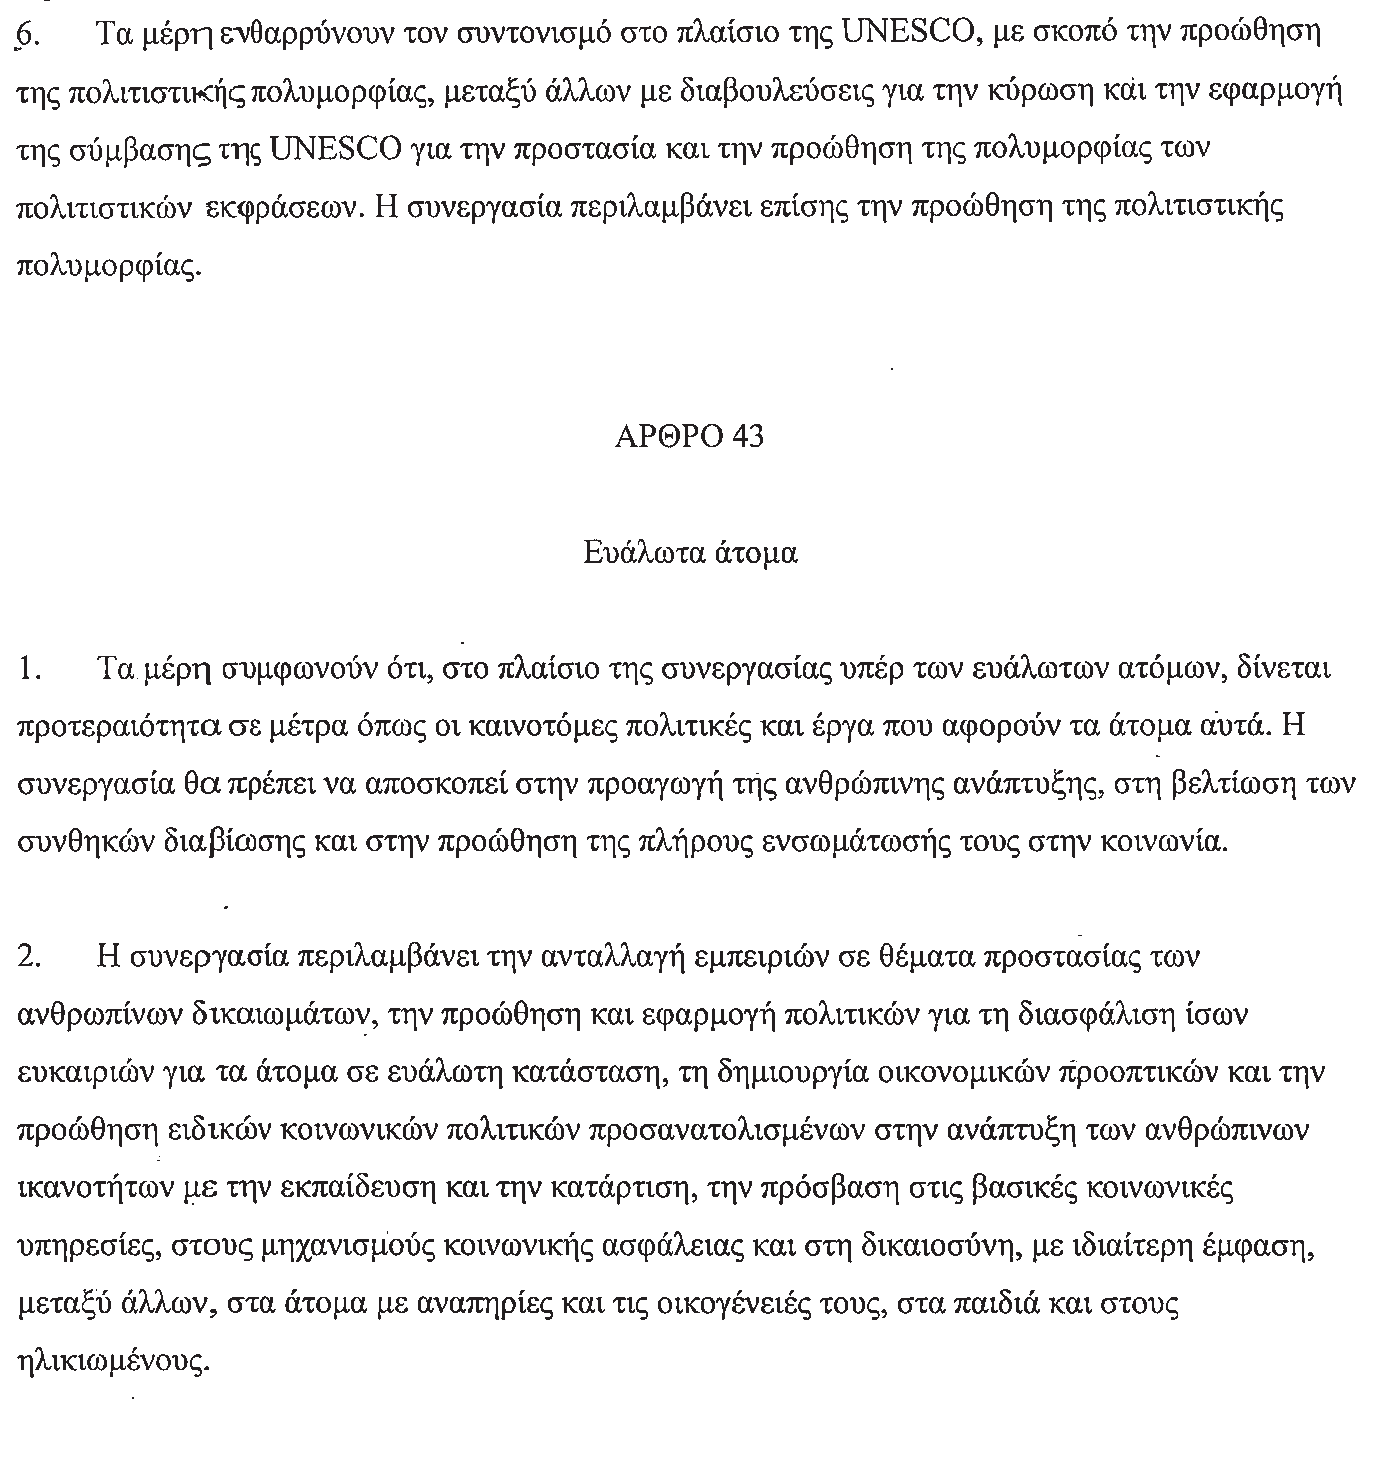 6. Τα μέρη ενθαρρύνουν τον συντονισμό στο πλαίσιο της UNESCO, με σκοπό την προώθηση
της πολιτιστικής πολυμορφίας, μεταξύ άλλων με διαβουλεύσεις για την κύρωση και την εφαρμογή
της σύμβασης της UNESCO για την προστασία και την προώθηση της πολυμορφίας των
πολιτιστικών εκφράσεων. Η συνεργασία περιλαμβάνει επίσης την προώθηση της πολιτιστικής
πολυμορφίας.
ΑΡΘΡΟ 43
Ευάλωτα άτομα
1. Τα μέρη συμφωνούν ότι, στο πλαίσιο της συνεργασίας υπέρ των ευάλωτων ατόμων, δίνεται
προτεραιότητα σε μέτρα όπως οι καινοτόμες πολιτικές και έργα που αφορούν τα άτομα αυτά. Η
συνεργασία θα πρέπει να αποσκοπεί στην προαγωγή της ανθρώπινης ανάπτυξης, στη βελτίωση των
συνθηκών διαβίωσης και στην προώθηση της πλήρους ενσωμάτωσής τους στην κοινωνία.
2. Η συνεργασία περιλαμβάνει την ανταλλαγή εμπειριών σε θέματα προστασίας των
ανθρωπίνων δικαιωμάτων, την προώθηση και εφαρμογή πολιτικών για τη διασφάλιση ίσων
ευκαιριών για τα άτομα σε ευάλωτη κατάσταση, τη δημιουργία οικονομικών προοπτικών και την
προώθηση ειδικών κοινωνικών πολιτικών προσανατολισμένων στην ανάπτυξη των ανθρώπινων
ικανοτήτων με την εκπαίδευση και την κατάρτιση, την πρόσβαση στις βασικές κοινωνικές
υπηρεσίες, στους μηχανισμούς κοινωνικής ασφάλειας και στη δικαιοσύνη, με ιδιαίτερη έμφαση,
μεταξύ άλλων, στα άτομα με αναπηρίες και τις οικογένειές τους, στα παιδιά και στους
ηλικιωμένους.